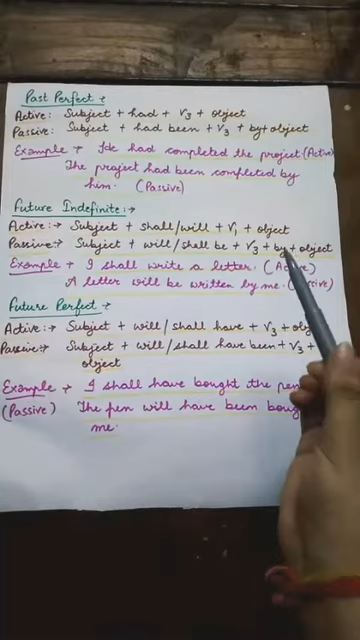 Past Perfect :-
Active: Subject + had + V3 + object
Passive: Subject + had been + V3 + by + object
Example :- He had completed the project (Active)
The project had been completed by
him. (Passive)
Future Indefinite :→
Active :→ Subject + shall/will + V1 + object
Passive :→ Subject + will/shall be + V3 + by + object
Example → I shall write a letter. (Active)
A letter will be written by me. (Passive)
Future Perfect :→
Active :→ Subject + will/shall have + V3 + obj
Passive :→ Subject + will/shall have been + V3 +
object
Example → I shall have bought the pen
(Passive) The pen will have been boug
me.